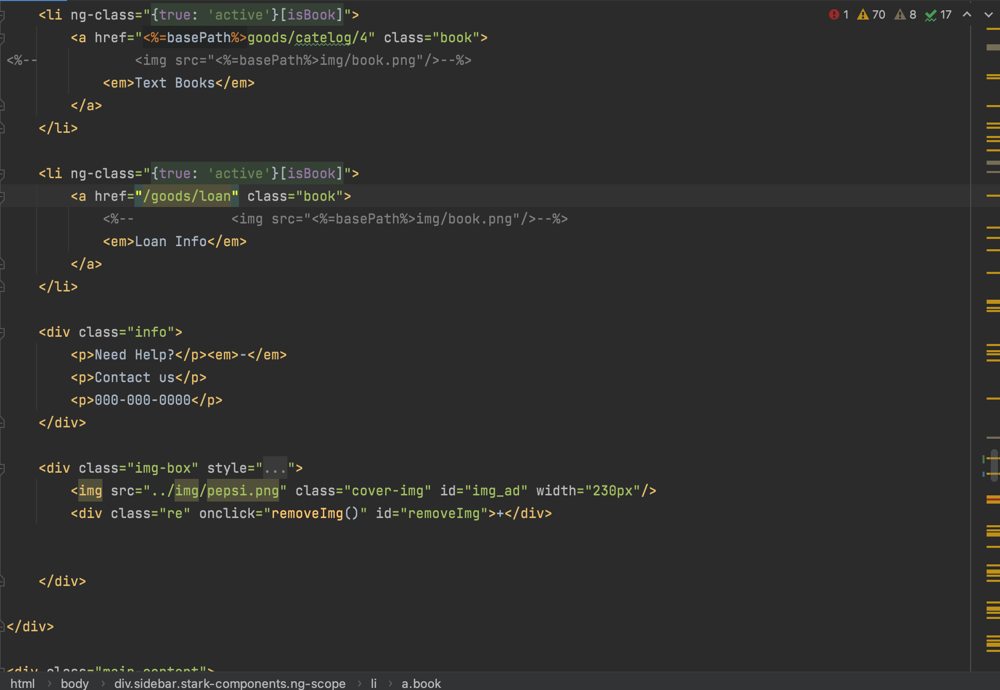 <li ng-class="{true: 'active'}[isBook]">
1 70 8 17
<a href="<%=basePath%>goods/catelog/4" class="book">
<%-- <img src="<%=basePath%>img/book.png"/>--%>
<em>Text Books</em>
</a>
</li>
<li ng-class="{true: 'active'}[isBook]">
<a href="/goods/loan" class="book">
<%-- <img src="<%=basePath%>img/book.png"/>--%>
<em>Loan Info</em>
</a>
</li>
<div class="info">
<p>Need Help?</p><em>-</em>
<p>Contact us</p>
<p>000-000-0000</p>
</div>
<div class="img-box" style="...">
<img src="../img/pepsi.png" class="cover-img" id="img_ad" width="230px"/>
<div class="re" onclick="removeImg()" id="removeImg">+</div>
</div>
</div>
<div class="main-content">
html › body › div.sidebar.stark-components.ng-scope › li › a.book